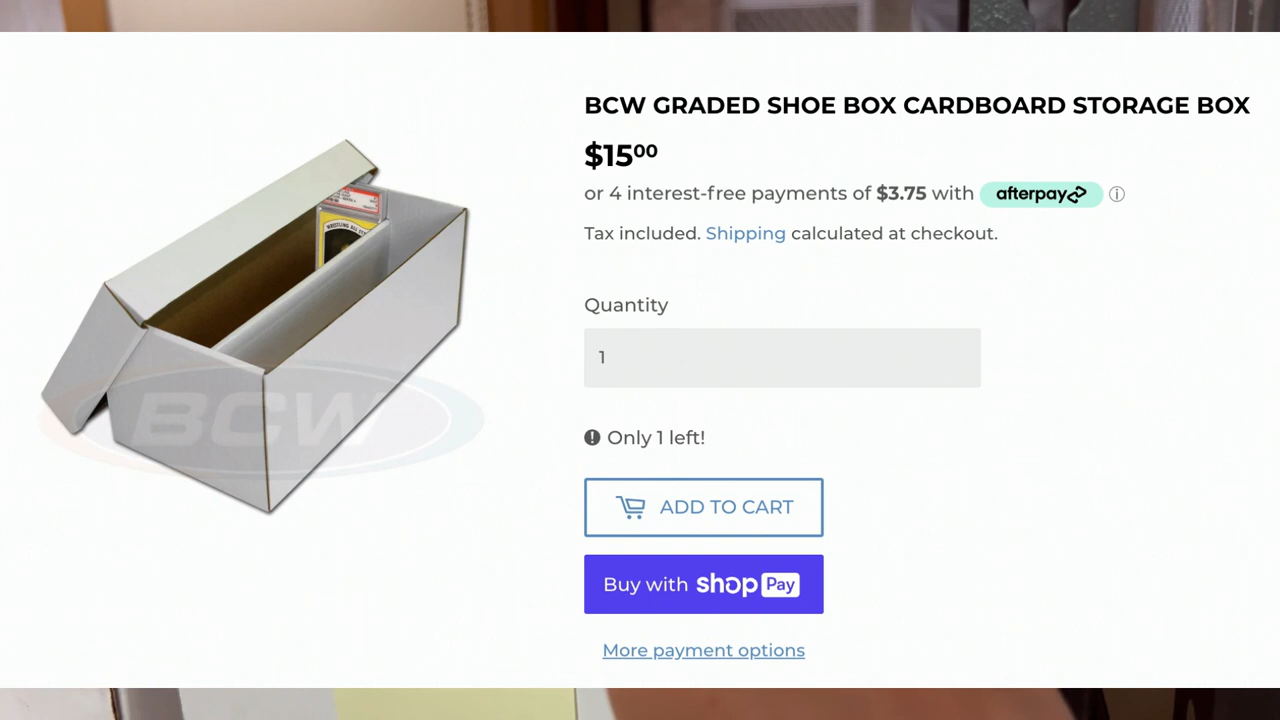 BCW GRADED SHOE BOX CARDBOARD STORAGE BOX
$15⁰⁰
or 4 interest-free payments of $3.75 with afterpay
Tax included. Shipping calculated at checkout.
Quantity
1
Only 1 left!
ADD TO CART
Buy with shop Pay
More payment options
BCW